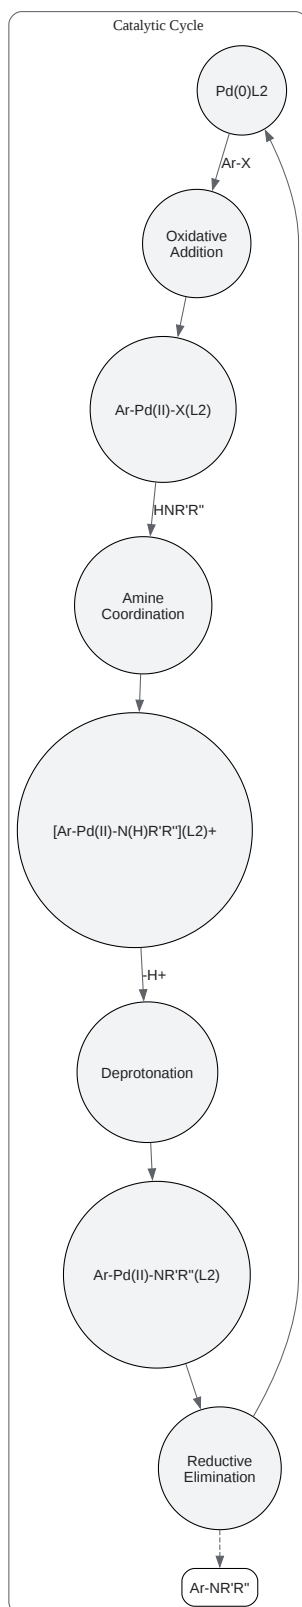 Catalytic Cycle
Pd(0)L2
Ar-X
Oxidative
Addition
Ar-Pd(II)-X(L2)
HNR'R"
Amine
Coordination
[Ar-Pd(II)-N(H)R'R"](L2)+
-H+
Deprotonation
Ar-Pd(II)-NR'R"(L2)
Reductive
Elimination
Ar-NR'R"